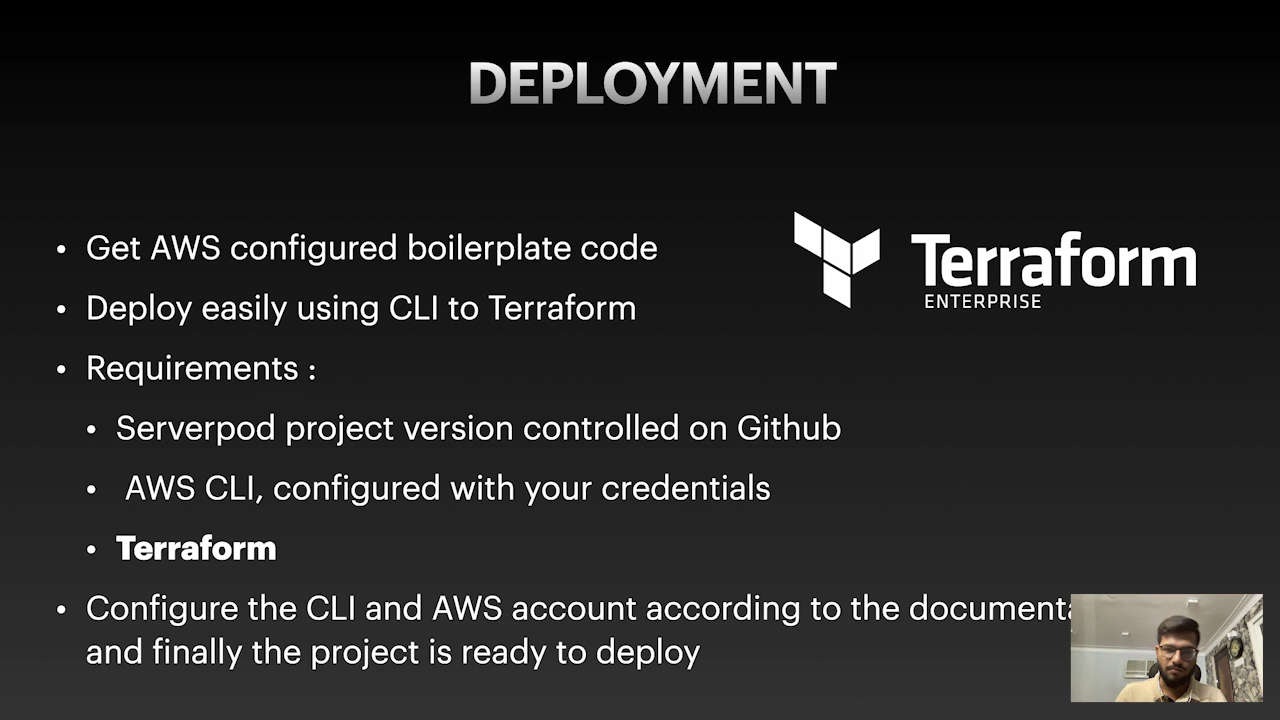 DEPLOYMENT
• Get AWS configured boilerplate code
Terraform
ENTERPRISE
• Deploy easily using CLI to Terraform
• Requirements :
• Serverpod project version controlled on Github
• AWS CLI, configured with your credentials
• Terraform
• Configure the CLI and AWS account according to the
and finally the project is ready to deploy